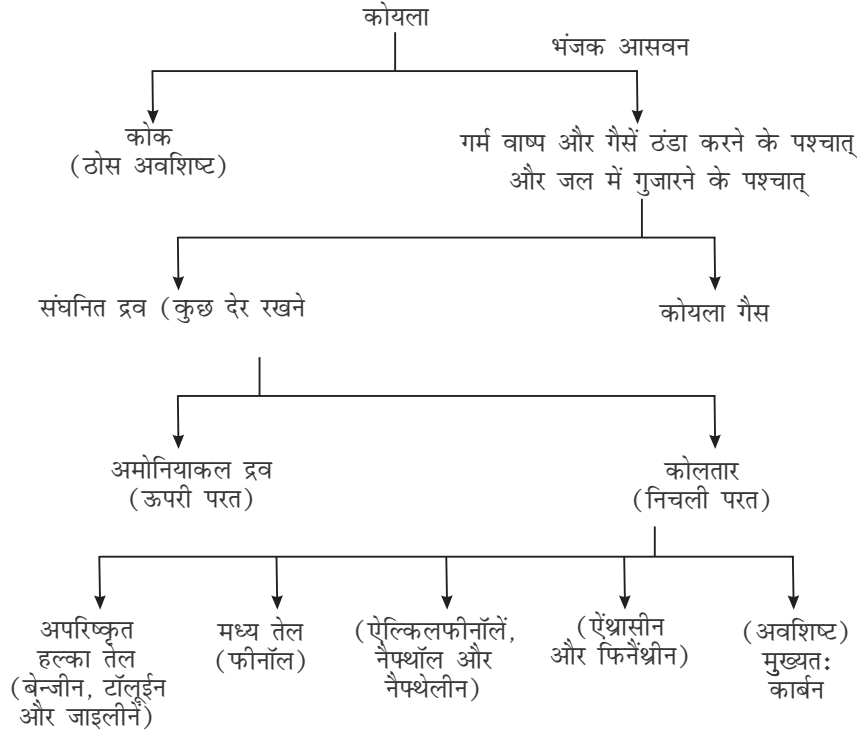 कोयला
भंजक आसवन
कोक
(ठोस अवशिष्ट)
गर्म वाष्प और गैसें ठंडा करने के पश्चात्
और जल में गुजारने के पश्चात्
संघनित द्रव (कुछ देर रखने
कोयला गैस
अमोनियाकल द्रव
(ऊपरी परत)
कोलतार
(निचली परत)
अपरिष्कृत
हल्का तेल
(बेन्जीन, टॉलूईन
और जाइलीनें)
मध्य तेल
(फीनॉल)
(ऐल्किलफीनॉलें,
नैफ्थॉल और
नैफ्थेलीन)
(ऐंथ्रासीन
और फिनैंथ्रीन)
(अवशिष्ट)
मुख्यत:
कार्बन